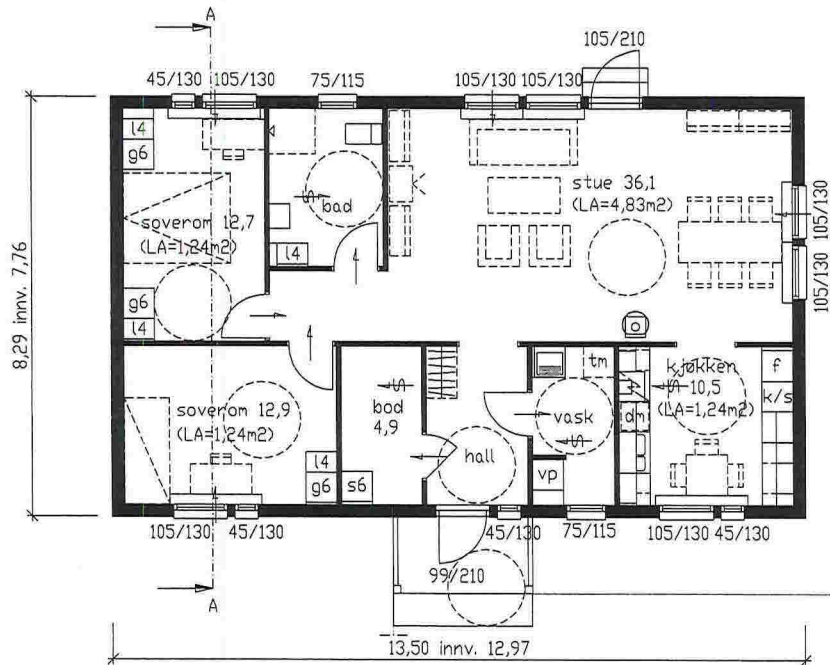 A
105/210
45/130
105/130
75/115
105/130
105/130
l4
g6
soverom 12,7
(LA=1,24m2)
bad
l4
stue 36,1
(LA=4,83m2)
105/130
105/130
g6
l4
8,29 innv. 7,76
soverom 12,9
(LA=1,24m2)
l4
g6
bod
4,9
s6
hall
tm
vask
vp
kjøkken
10,5
(LA=1,24m2)
dm
f
k/s
105/130
45/130
45/130
75/115
105/130
45/130
99/210
A
13,50 innv. 12,97